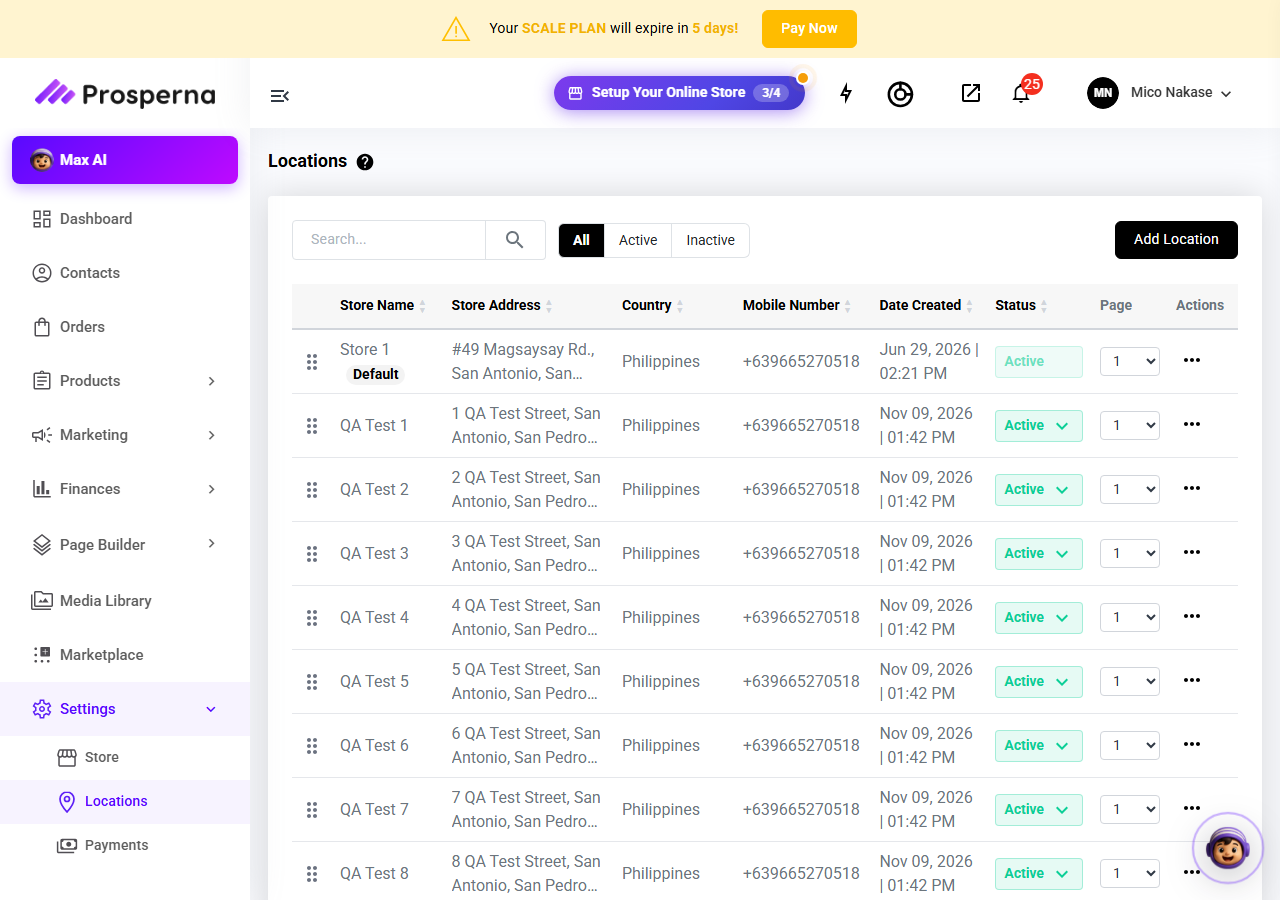 Your SCALE PLAN will expire in 5 days!
Pay Now
Prosperna
Setup Your Online Store 3/4
25
MN
Mico Nakase
Max AI
Dashboard
Contacts
Orders
Products
Marketing
Finances
Page Builder
Media Library
Marketplace
Settings
Store
Locations
Payments
Locations
Search...
All
Active
Inactive
Add Location
Store Name Store Address Country Mobile Number Date Created Status Page Actions
Store 1
Default
#49 Magsaysay Rd.,
San Antonio, San...
Philippines
+639665270518
Jun 29, 2026 |
02:21 PM
Active
1
QA Test 1
1 QA Test Street, San
Antonio, San Pedro...
Philippines
+639665270518
Nov 09, 2026
| 01:42 PM
Active
1
QA Test 2
2 QA Test Street, San
Antonio, San Pedro...
Philippines
+639665270518
Nov 09, 2026
| 01:42 PM
Active
1
QA Test 3
3 QA Test Street, San
Antonio, San Pedro...
Philippines
+639665270518
Nov 09, 2026
| 01:42 PM
Active
1
QA Test 4
4 QA Test Street, San
Antonio, San Pedro...
Philippines
+639665270518
Nov 09, 2026
| 01:42 PM
Active
1
QA Test 5
5 QA Test Street, San
Antonio, San Pedro...
Philippines
+639665270518
Nov 09, 2026
| 01:42 PM
Active
1
QA Test 6
6 QA Test Street, San
Antonio, San Pedro...
Philippines
+639665270518
Nov 09, 2026
| 01:42 PM
Active
1
QA Test 7
7 QA Test Street, San
Antonio, San Pedro...
Philippines
+639665270518
Nov 09, 2026
| 01:42 PM
Active
1
QA Test 8
8 QA Test Street, San
Antonio, San Pedro...
Philippines
+639665270518
Nov 09, 2026
| 01:42 PM
Active
1